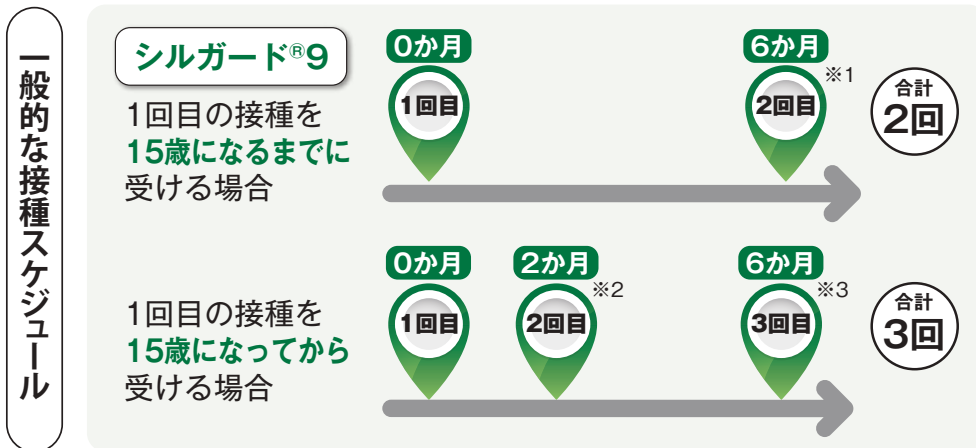 一般的な接種スケジュール
シルガード®9
1回目の接種を
15歳になるまでに
受ける場合
0か月
1回目
6か月
※1
2回目
合計
2回
1回目の接種を
15歳になってから
受ける場合
0か月
1回目
2か月
※2
2回目
6か月
※3
3回目
合計
3回